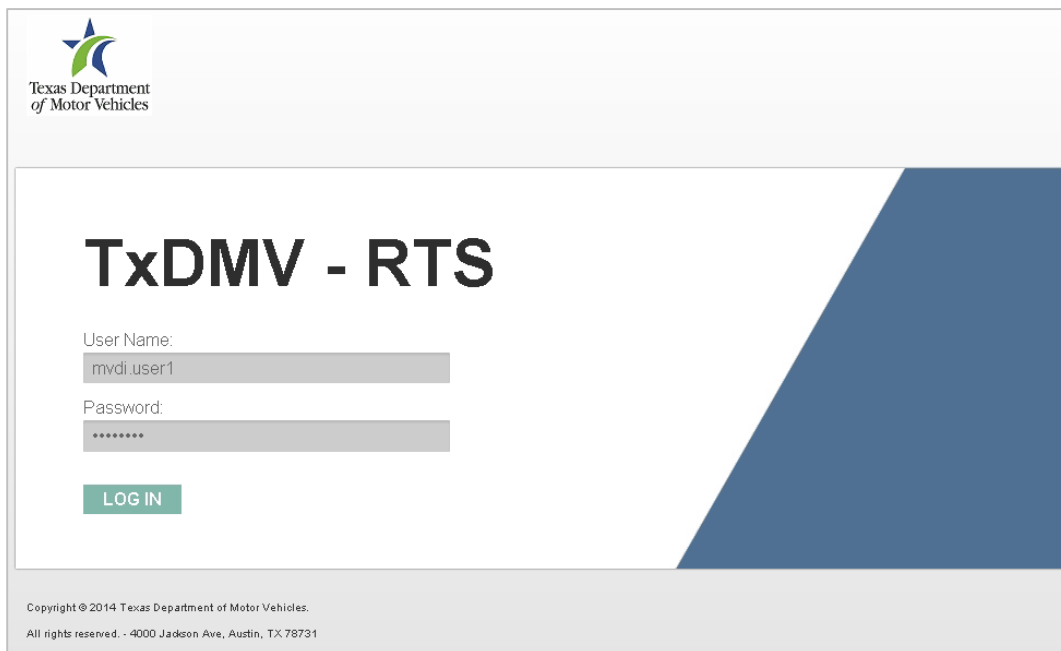 Texas Department
of Motor Vehicles
TxDMV - RTS
User Name:
mvdi.user1
Password:
••••••••
LOG IN
Copyright © 2014 Texas Department of Motor Vehicles.
All rights reserved. - 4000 Jackson Ave, Austin, TX 78731